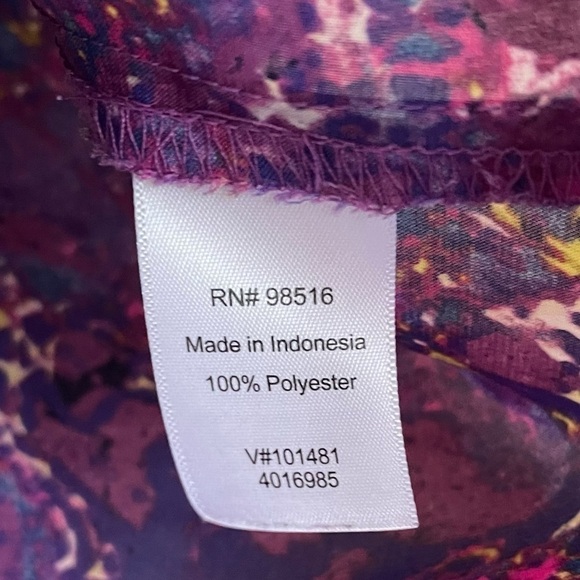 RN# 98516
Made in Indonesia
100% Polyester
V#101481
4016985